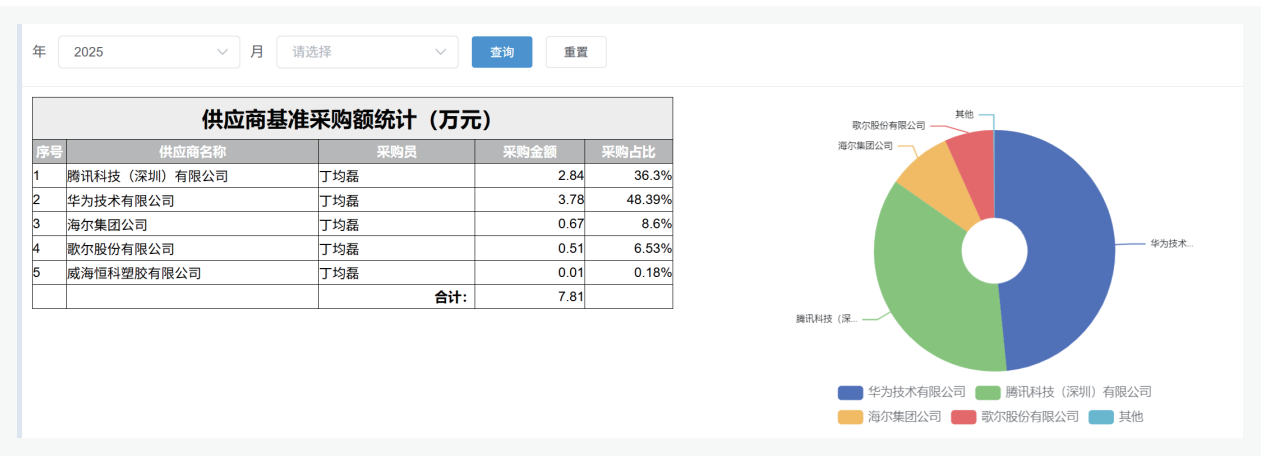 年 2025 月 请选择 查询 重置
供应商基准采购额统计（万元）
序号 供应商名称 采购员 采购金额 采购占比
1 腾讯科技（深圳）有限公司 丁均磊 2.84 36.3%
2 华为技术有限公司 丁均磊 3.78 48.39%
3 海尔集团公司 丁均磊 0.67 8.6%
4 歌尔股份有限公司 丁均磊 0.51 6.53%
5 威海恒科塑胶有限公司 丁均磊 0.01 0.18%
合计： 7.81
其他
歌尔股份有限公司
海尔集团公司
华为技术...
腾讯科技（深...
华为技术有限公司 腾讯科技（深圳）有限公司
海尔集团公司 歌尔股份有限公司 其他